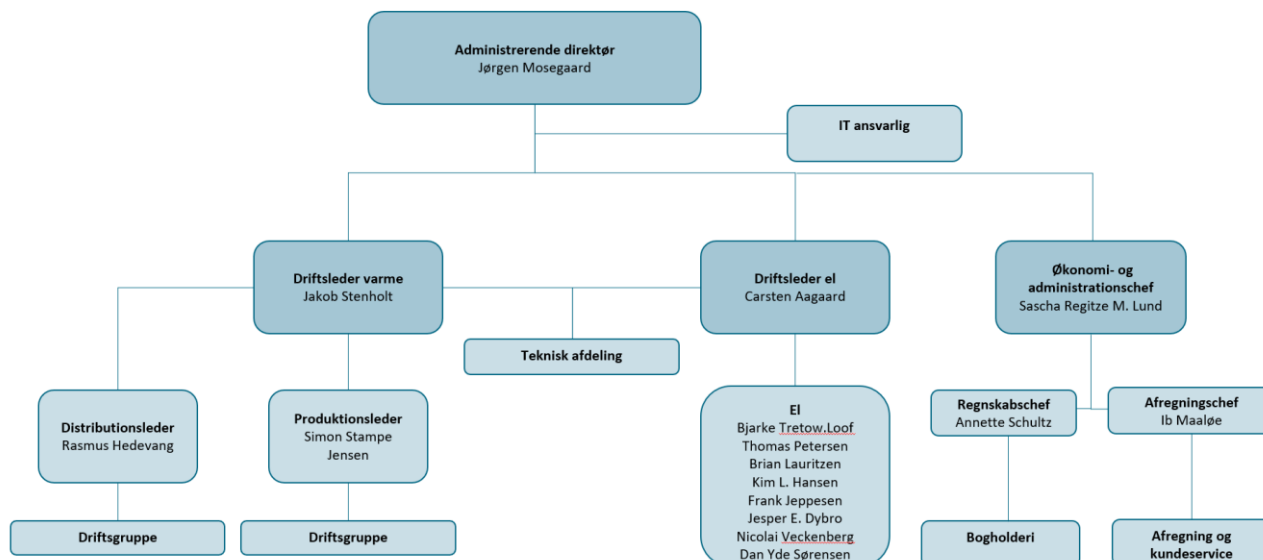 Administrerende direktør
Jørgen Mosegaard
IT ansvarlig
Driftsleder varme
Jakob Stenholt
Driftsleder el
Carsten Aagaard
Økonomi- og
administrationschef
Sascha Regitze M. Lund
Teknisk afdeling
Distributionsleder
Rasmus Hedevang
Produktionsleder
Simon Stampe
Jensen
El
Bjarke Tretow.Loof
Thomas Petersen
Brian Lauritzen
Kim L. Hansen
Frank Jeppesen
Jesper E. Dybro
Nicolai Veckenberg
Dan Yde Sørensen
Regnskabschef
Annette Schultz
Afregningschef
Ib Maaløe
Driftsgruppe
Driftsgruppe
Bogholderi
Afregning og
kundeservice